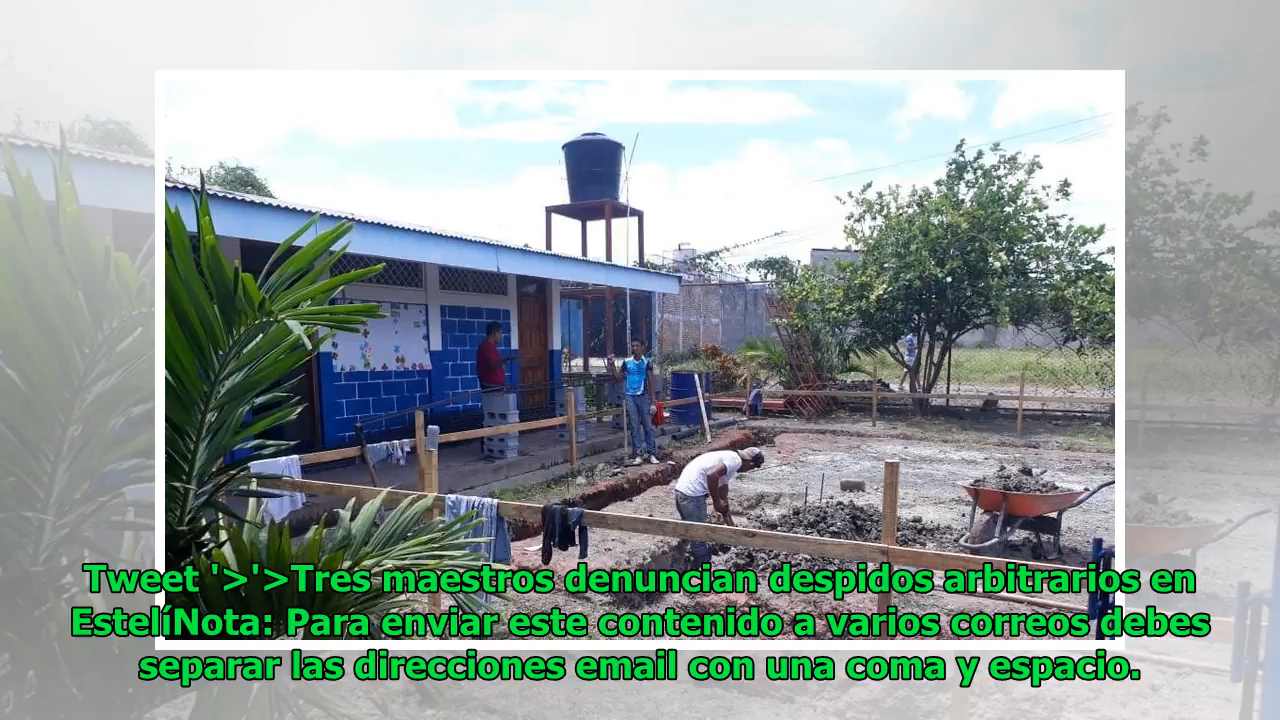 Tweet '>'>Tres maestros denuncian despidos arbitrarios en
EstelíNota: Para enviar este contenido a varios correos debes
separar las direcciones email con una coma y espacio.